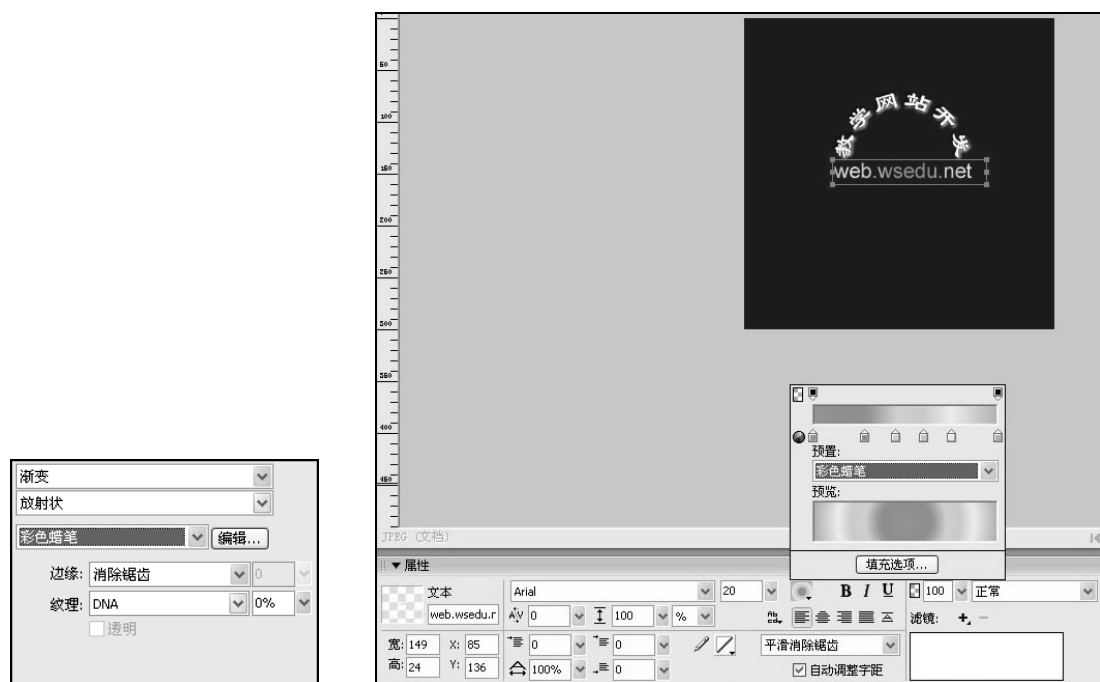 渐变
放射状
彩色蜡笔 编辑...
边缘: 消除锯齿 0
纹理: DNA 0%
透明
50
100
150
200
250
300
350
400
450
教学网站开发
web.wsedu.net
预置:
彩色蜡笔
预览:
填充选项...
JPEG (文档)
属性
文本 Arial 20 B I U 100 正常
web.wsedu.r AV 0 100 % 滤镜: + -
宽: 149 X: 85 0 0 平滑消除锯齿
高: 24 Y: 136 100% 0 自动调整字距